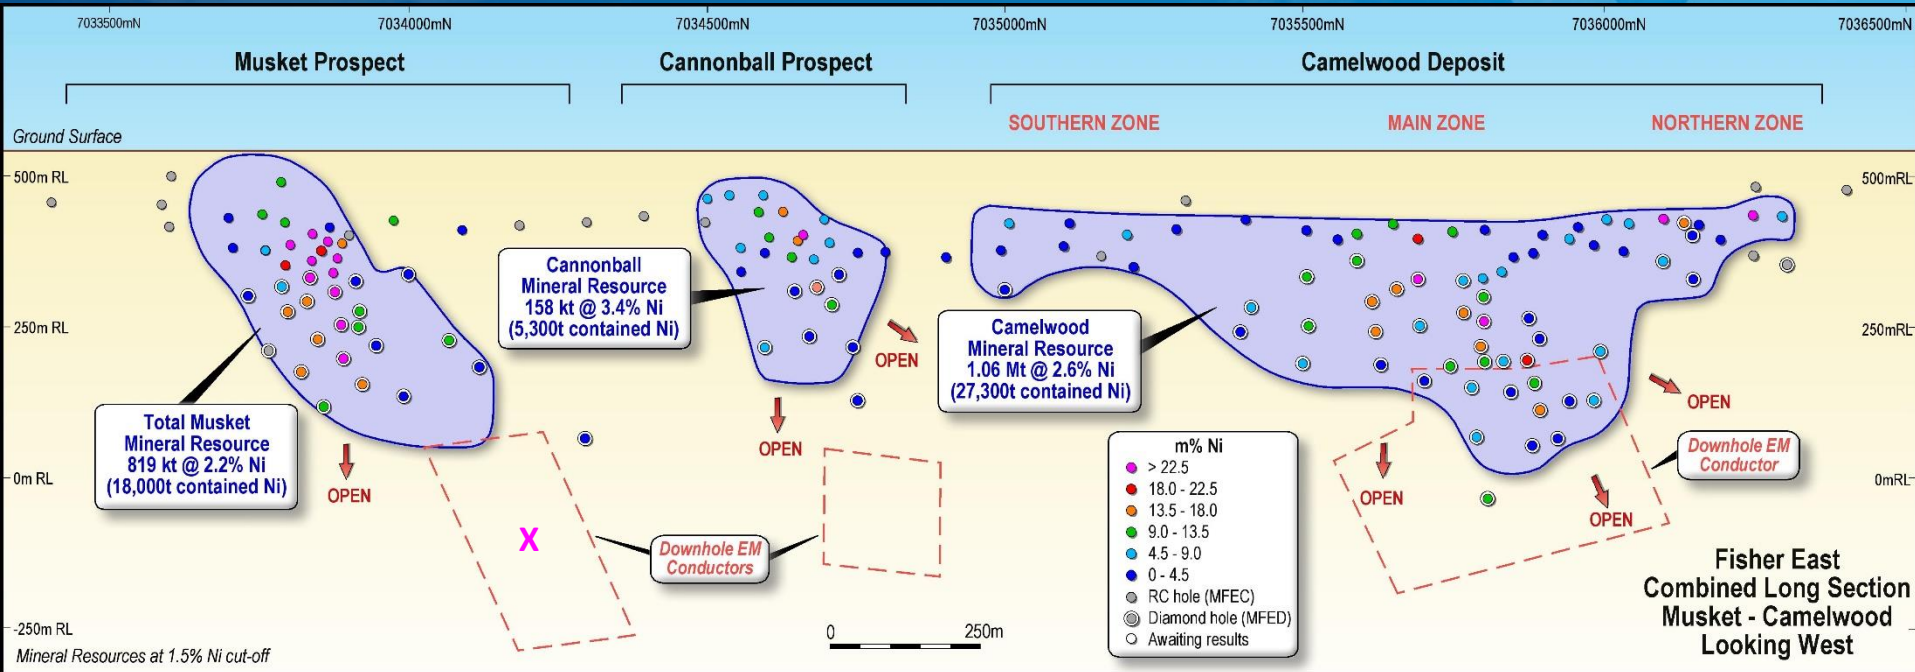 7033500mN 7034000mN 7034500mN 7035000mN 7035500mN 7036000mN 7036500mN
Musket Prospect
Cannonball Prospect
Camelwood Deposit
SOUTHERN ZONE
MAIN ZONE
NORTHERN ZONE
Ground Surface
500m RL
500mRL
250m RL
250mRL
0m RL
0mRL
-250m RL
Cannonball
Mineral Resource
158 kt @ 3.4% Ni
(5,300t contained Ni)
Camelwood
Mineral Resource
1.06 Mt @ 2.6% Ni
(27,300t contained Ni)
Total Musket
Mineral Resource
819 kt @ 2.2% Ni
(18,000t contained Ni)
OPEN
OPEN
OPEN
OPEN
OPEN
OPEN
X
Downhole EM
Conductors
Downhole EM
Conductor
m% Ni
> 22.5
18.0 - 22.5
13.5 - 18.0
9.0 - 13.5
4.5 - 9.0
0 - 4.5
RC hole (MFEC)
Diamond hole (MFED)
Awaiting results
0 250m
Fisher East
Combined Long Section
Musket - Camelwood
Looking West
Mineral Resources at 1.5% Ni cut-off